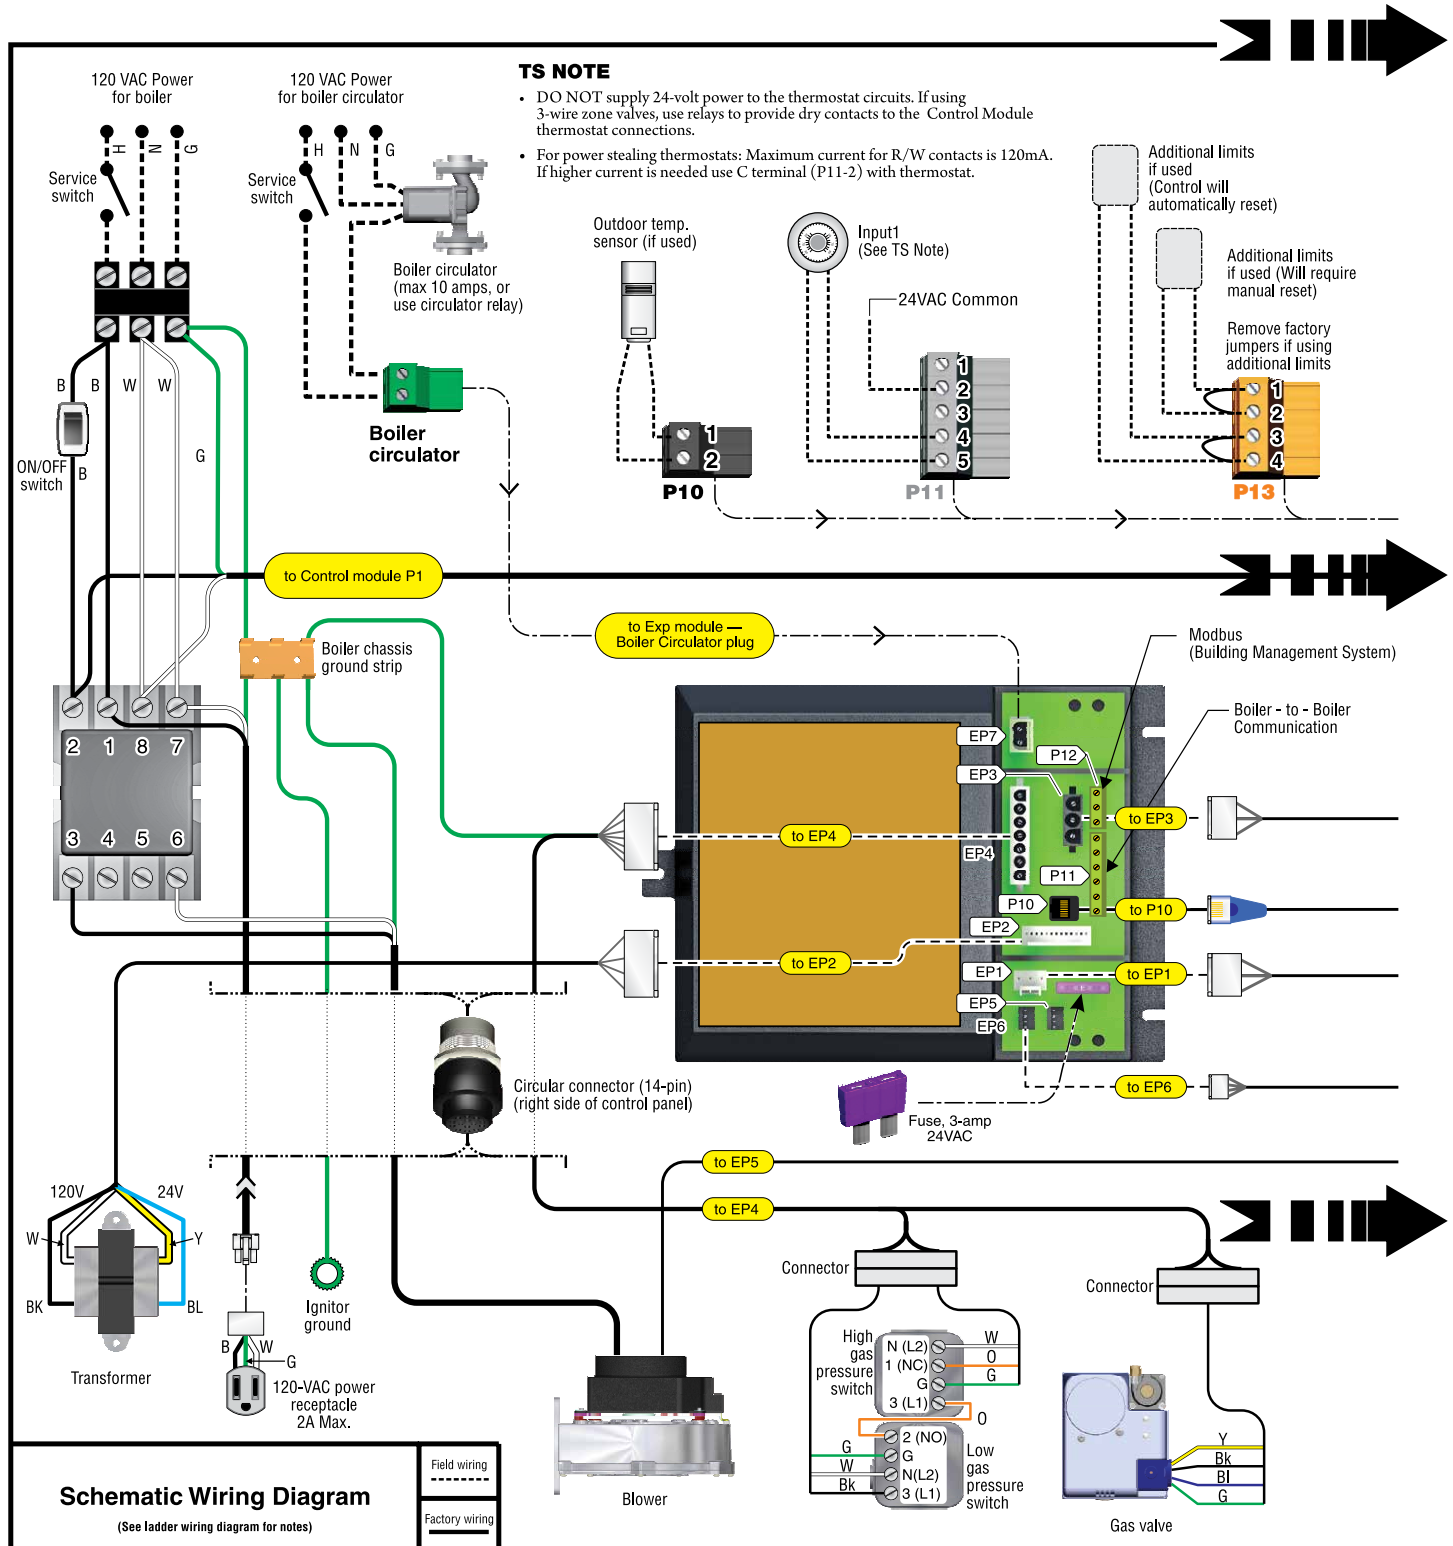 120 VAC Power
for boiler
H
N
G
Service
switch
120 VAC Power
for boiler circulator
H
N
G
Service
switch
Boiler circulator
(max 10 amps, or
use circulator relay)
TS NOTE
• DO NOT supply 24-volt power to the thermostat circuits. If using
3-wire zone valves, use relays to provide dry contacts to the Control Module
thermostat connections.
• For power stealing thermostats: Maximum current for R/W contacts is 120mA.
If higher current is needed use C terminal (P11-2) with thermostat.
Outdoor temp.
sensor (if used)
Input1
(See TS Note)
24VAC Common
Additional limits
if used
(Control will
automatically reset)
Additional limits
if used (Will require
manual reset)
Remove factory
jumpers if using
additional limits
B
B
W
W
G
ON/OFF
switch
B
Boiler
circulator
1
2
P10
1
2
3
4
5
P11
1
2
3
4
P13
to Control module P1
to Exp module —
Boiler Circulator plug
Boiler chassis
ground strip
Modbus
(Building Management System)
Boiler - to - Boiler
Communication
2 1 8 7
3 4 5 6
EP7
P12
EP3
to EP3
to EP4
EP4
P11
P10
to P10
EP2
to EP2
EP1
to EP1
EP5
EP6
to EP6
Circular connector (14-pin)
(right side of control panel)
Fuse, 3-amp
24VAC
to EP5
to EP4
120V
24V
W
Y
BK
BL
Transformer
B
W
G
120-VAC power
receptacle
2A Max.
Ignitor
ground
Blower
Connector
High
gas
pressure
switch
N (L2)
1 (NC)
G
3 (L1)
W
O
G
O
2 (NO)
G
N(L2)
3 (L1)
G
W
Bk
Low
gas
pressure
switch
Connector
Y
Bk
Bl
G
Gas valve
Schematic Wiring Diagram
(See ladder wiring diagram for notes)
Field wiring
Factory wiring